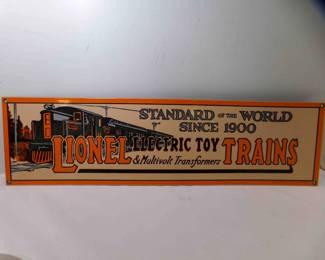 STANDARD OF THE WORLD
SINCE 1900
LIONEL ELECTRIC TOY TRAINS
& Multivolt Transformers